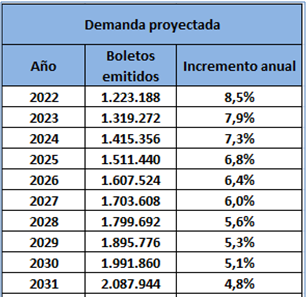 Demanda proyectada
Año Boletos emitidos Incremento anual
2022 1.223.188 8,5%
2023 1.319.272 7,9%
2024 1.415.356 7,3%
2025 1.511.440 6,8%
2026 1.607.524 6,4%
2027 1.703.608 6,0%
2028 1.799.692 5,6%
2029 1.895.776 5,3%
2030 1.991.860 5,1%
2031 2.087.944 4,8%